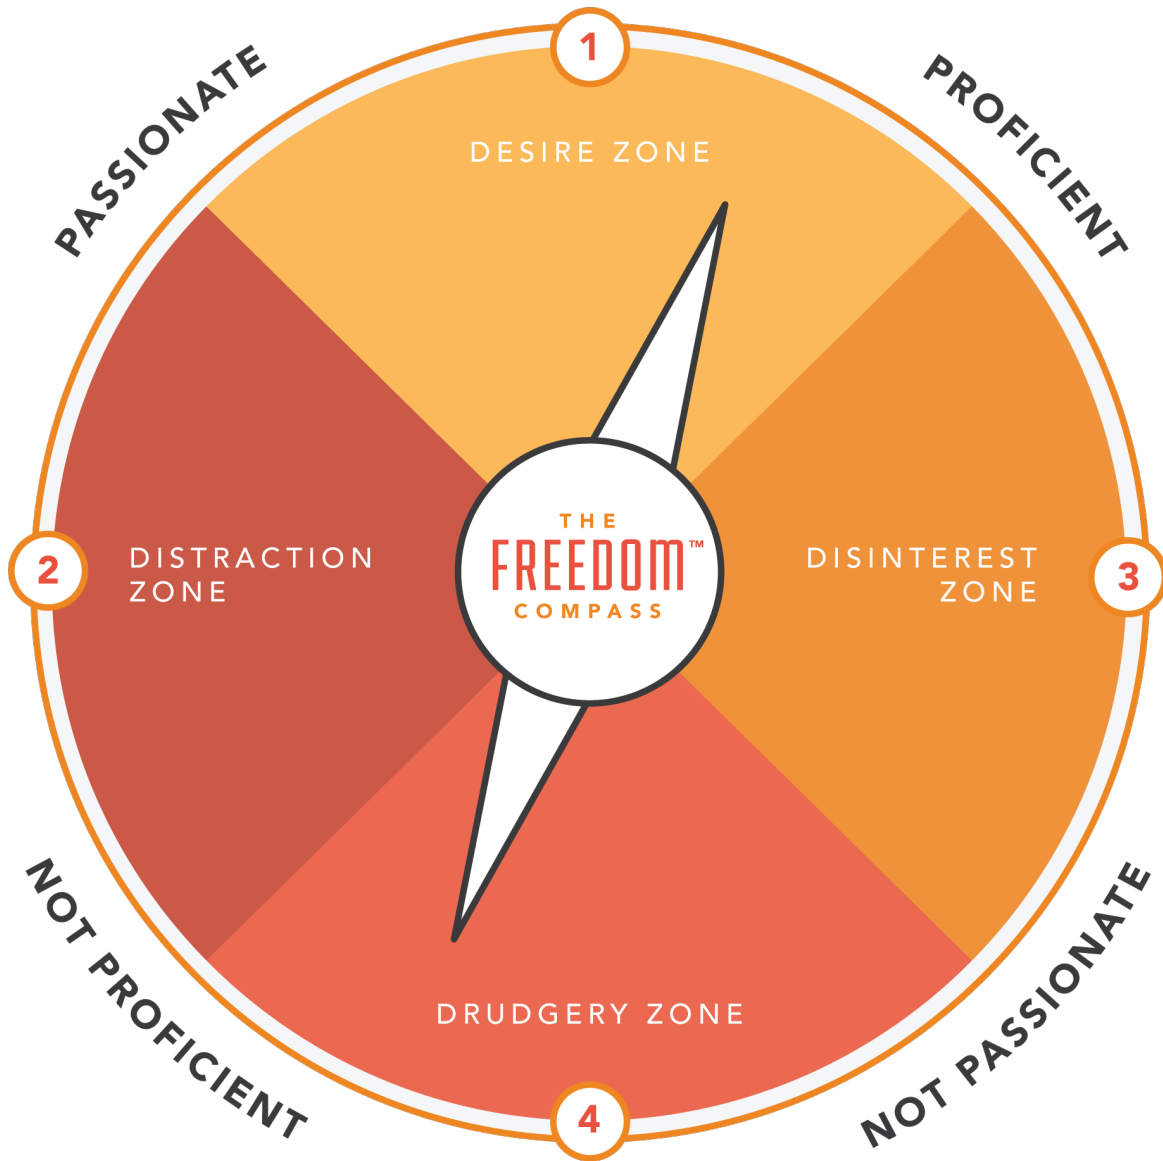 1
PASSIONATE
PROFICIENT
DESIRE ZONE
2
DISTRACTION
ZONE
THE
FREEDOM™
COMPASS
DISINTEREST
ZONE
3
NOT PROFICIENT
NOT PASSIONATE
DRUDGERY ZONE
4